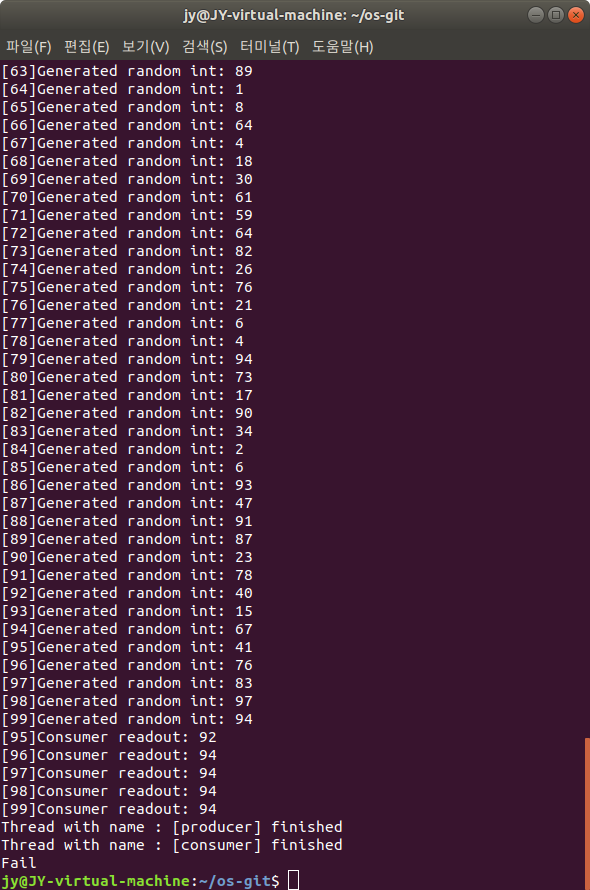 jy@JY-virtual-machine: ~/os-git
파일(F) 편집(E) 보기(V) 검색(S) 터미널(T) 도움말(H)
[63]Generated random int: 89
[64]Generated random int: 1
[65]Generated random int: 8
[66]Generated random int: 64
[67]Generated random int: 4
[68]Generated random int: 18
[69]Generated random int: 30
[70]Generated random int: 61
[71]Generated random int: 59
[72]Generated random int: 64
[73]Generated random int: 82
[74]Generated random int: 26
[75]Generated random int: 76
[76]Generated random int: 21
[77]Generated random int: 6
[78]Generated random int: 4
[79]Generated random int: 94
[80]Generated random int: 73
[81]Generated random int: 17
[82]Generated random int: 90
[83]Generated random int: 34
[84]Generated random int: 2
[85]Generated random int: 6
[86]Generated random int: 93
[87]Generated random int: 47
[88]Generated random int: 91
[89]Generated random int: 87
[90]Generated random int: 23
[91]Generated random int: 78
[92]Generated random int: 40
[93]Generated random int: 15
[94]Generated random int: 67
[95]Generated random int: 41
[96]Generated random int: 76
[97]Generated random int: 83
[98]Generated random int: 97
[99]Generated random int: 94
[95]Consumer readout: 92
[96]Consumer readout: 94
[97]Consumer readout: 94
[98]Consumer readout: 94
[99]Consumer readout: 94
Thread with name : [producer] finished
Thread with name : [consumer] finished
Fail
jy@JY-virtual-machine:~/os-git$